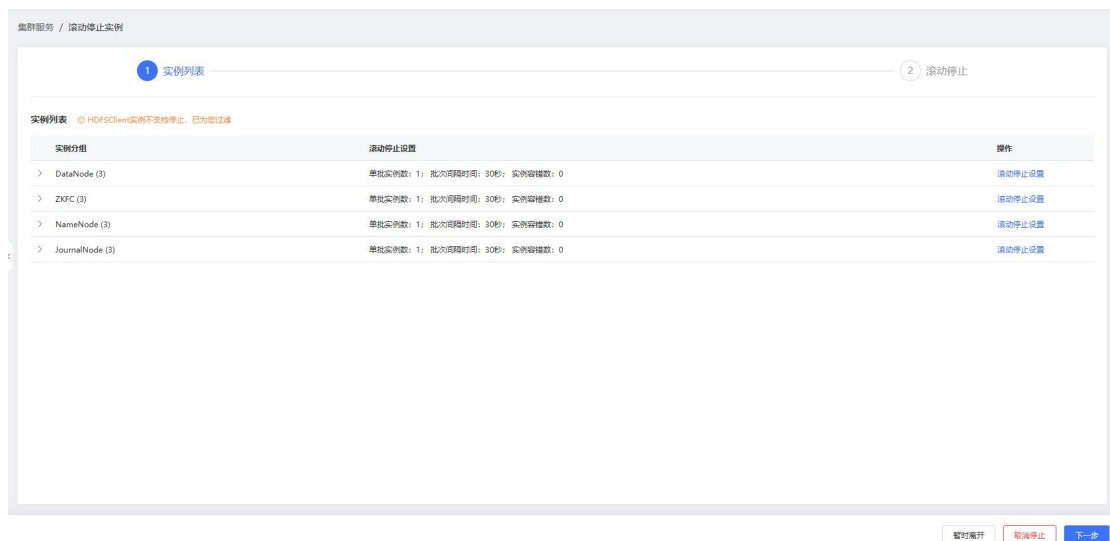 集群服务 / 滚动停止实例
1 实例列表 2 滚动停止
实例列表 HDFSClient实例不支持停止，已为您过滤
实例分组 滚动停止设置 操作
DataNode (3) 单批实例数：1； 批次间隔时间：30秒； 实例容错数：0 滚动停止设置
ZKFC (3) 单批实例数：1； 批次间隔时间：30秒； 实例容错数：0 滚动停止设置
NameNode (3) 单批实例数：1； 批次间隔时间：30秒； 实例容错数：0 滚动停止设置
JournalNode (3) 单批实例数：1； 批次间隔时间：30秒； 实例容错数：0 滚动停止设置
暂时离开 取消停止 下一步